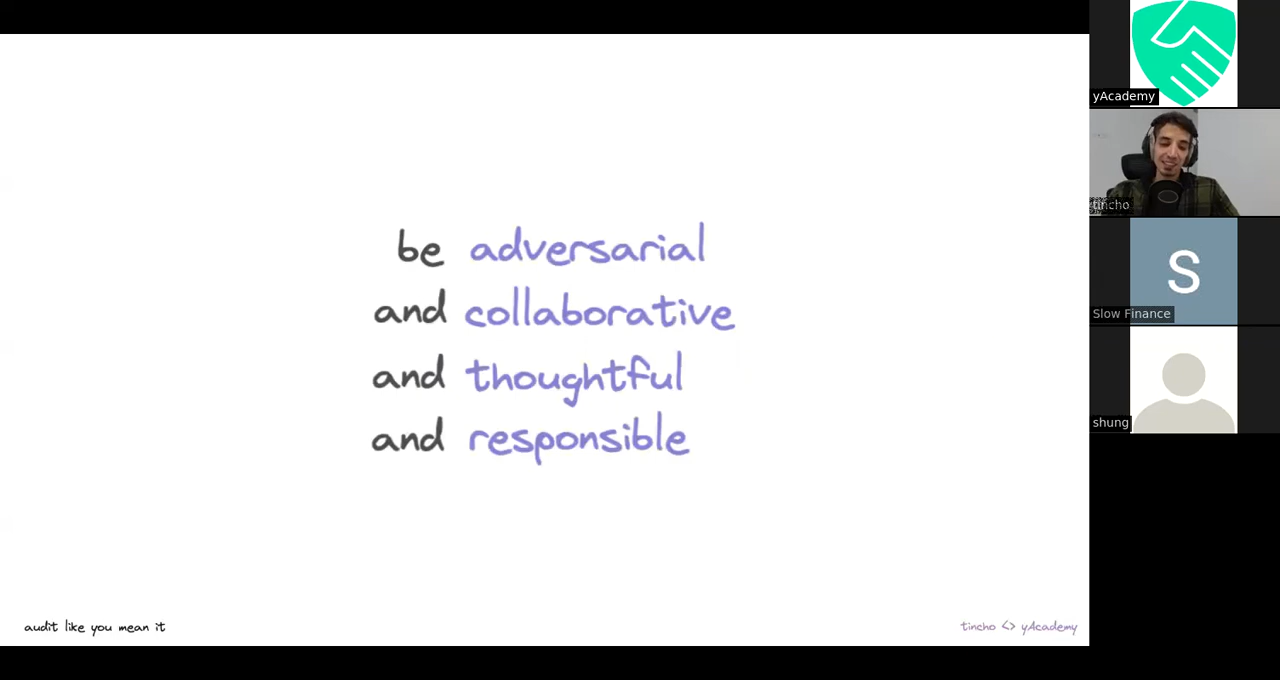 be adversarial
and collaborative
and thoughtful
and responsible
audit like you mean it
tincho <> yAcademy
yAcademy
tincho
S
Slow Finance
shung